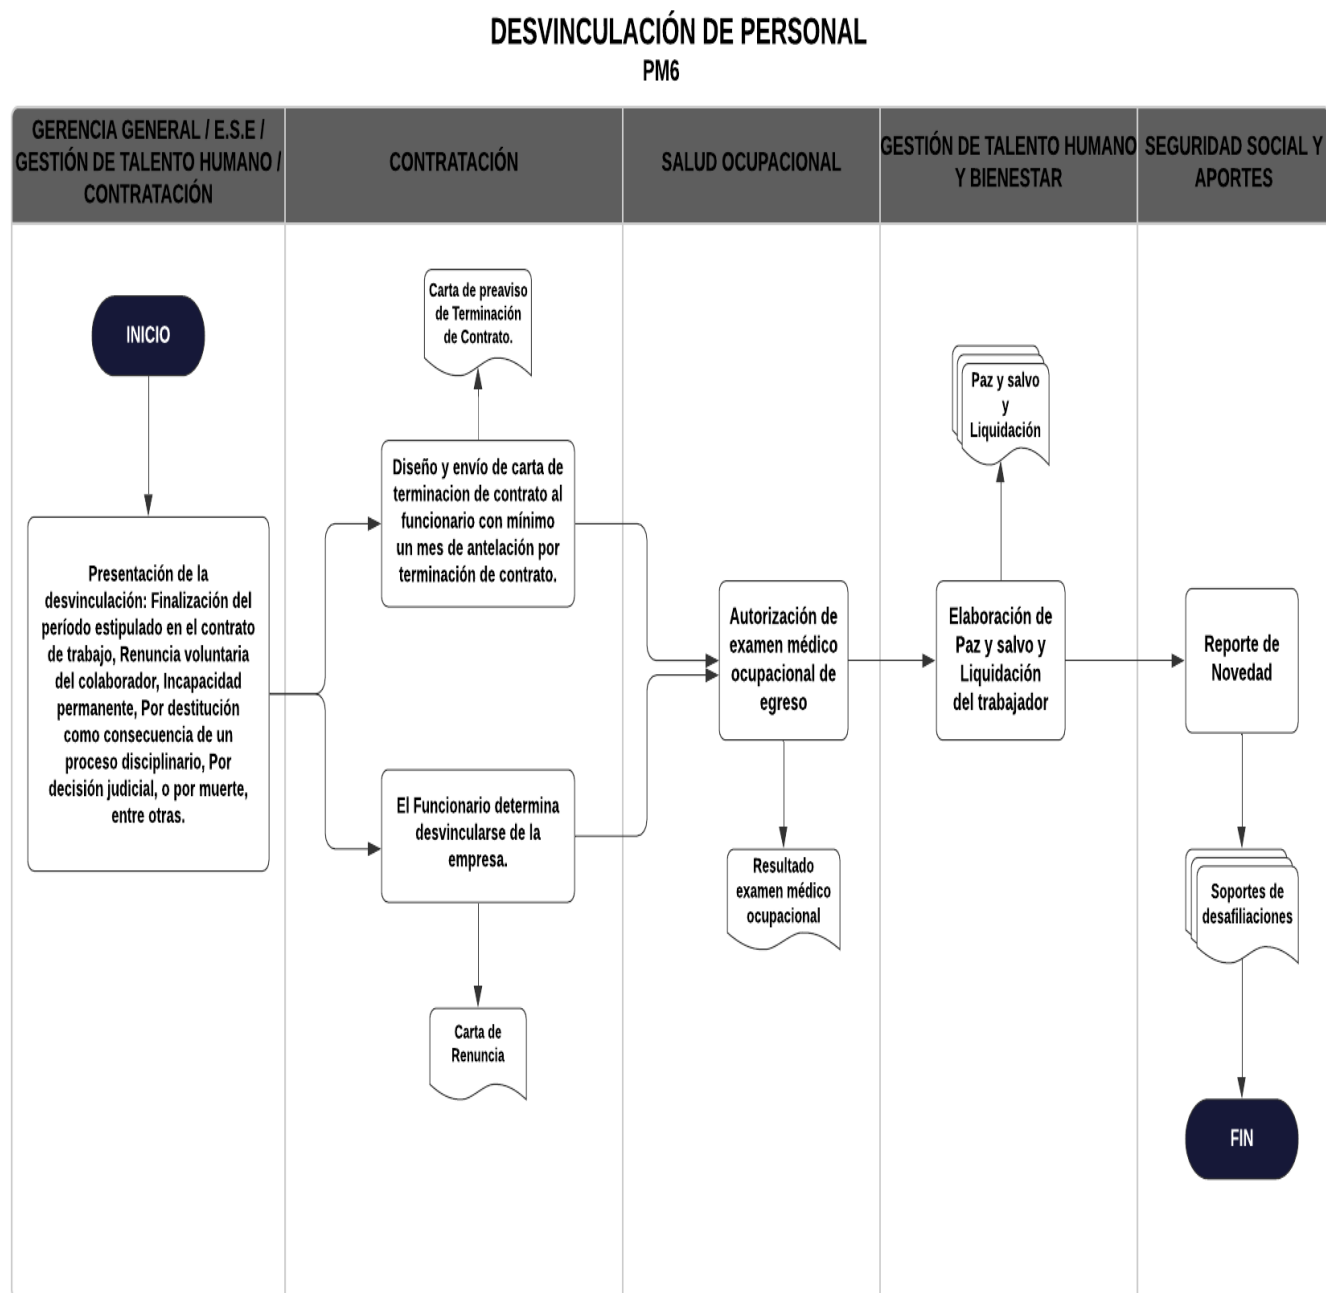 DESVINCULACIÓN DE PERSONAL
PM6
GERENCIA GENERAL / E.S.E /
GESTIÓN DE TALENTO HUMANO /
CONTRATACIÓN
CONTRATACIÓN
SALUD OCUPACIONAL
GESTIÓN DE TALENTO HUMANO
Y BIENESTAR
SEGURIDAD SOCIAL Y
APORTES
INICIO
Presentación de la
desvinculación: Finalización del
período estipulado en el contrato
de trabajo, Renuncia voluntaria
del colaborador, Incapacidad
permanente, Por destitución
como consecuencia de un
proceso disciplinario, Por
decisión judicial, o por muerte,
entre otras.
Carta de preaviso
de Terminación
de Contrato.
Diseño y envío de carta de
terminacion de contrato al
funcionario con mínimo
un mes de antelación por
terminación de contrato.
El Funcionario determina
desvincularse de la
empresa.
Carta de
Renuncia
Autorización de
examen médico
ocupacional de
egreso
Resultado
examen médico
ocupacional
Paz y salvo
y
Liquidación
Elaboración de
Paz y salvo y
Liquidación
del trabajador
Reporte de
Novedad
Soportes de
desafiliaciones
FIN